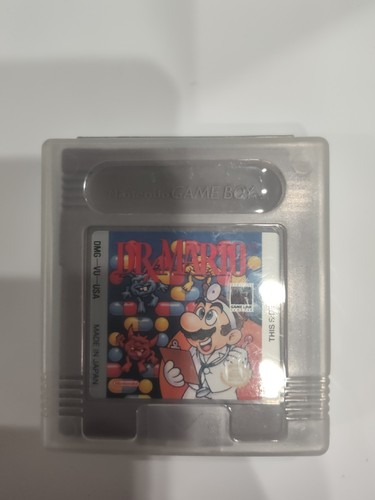 GAME BOY
DR. MARIO
DMG-VU-USA
MADE IN JAPAN
THIS